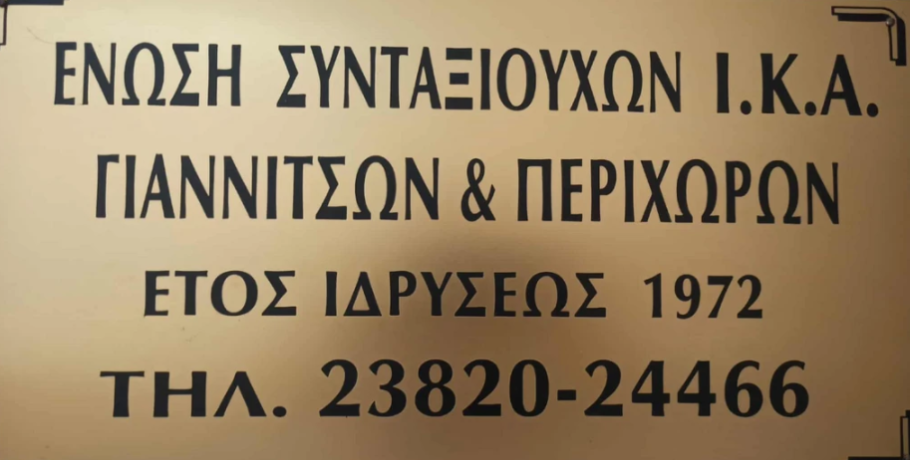 ΕΝΩΣΗ ΣΥΝΤΑΞΙΟΥΧΩΝ Ι.Κ.Α.
ΓΙΑΝΝΙΤΣΩΝ & ΠΕΡΙΧΩΡΩΝ
ΕΤΟΣ ΙΔΡΥΣΕΩΣ 1972
ΤΗΛ. 23820-24466